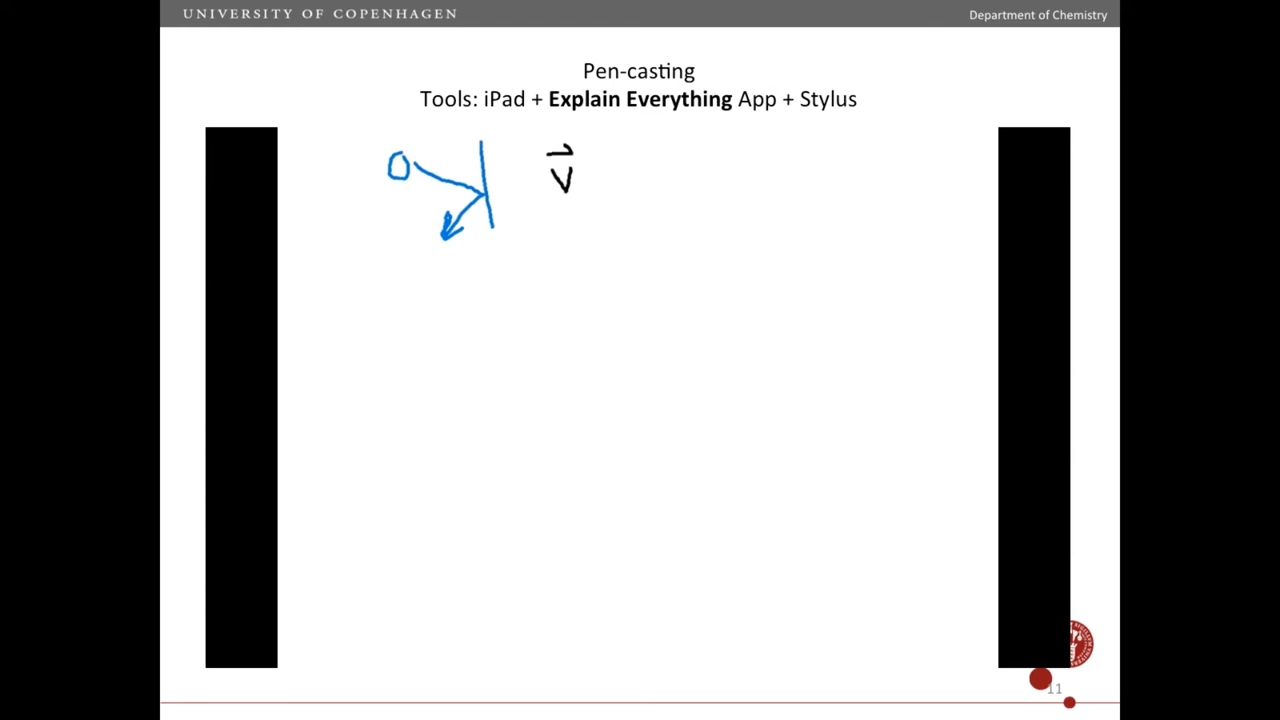 UNIVERSITY OF COPENHAGEN
Department of Chemistry
Pen-casting
Tools: iPad + Explain Everything App + Stylus
v⃗
11